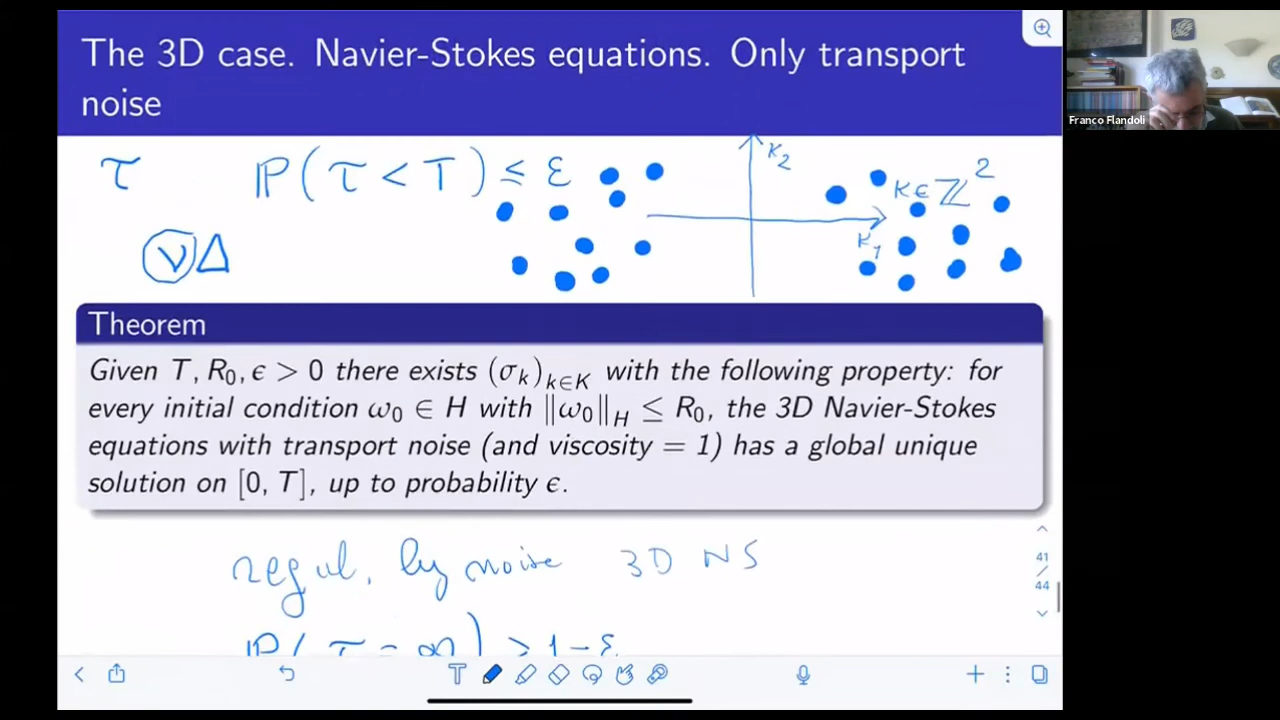 The 3D case. Navier-Stokes equations. Only transport
noise
Franco Flandoli
τ P(τ < T) ≤ ε
K₂
K ∈ ℤ²
K₁
νΔ
Theorem
Given T, R₀, ϵ > 0 there exists (σₖ)ₖ∈K with the following property: for
every initial condition ω₀ ∈ H with ‖ω₀‖_H ≤ R₀, the 3D Navier-Stokes
equations with transport noise (and viscosity = 1) has a global unique
solution on [0, T], up to probability ϵ.
regul. by noise 3D NS
P(τ = ∞) > 1 - ε
41
/
44
T